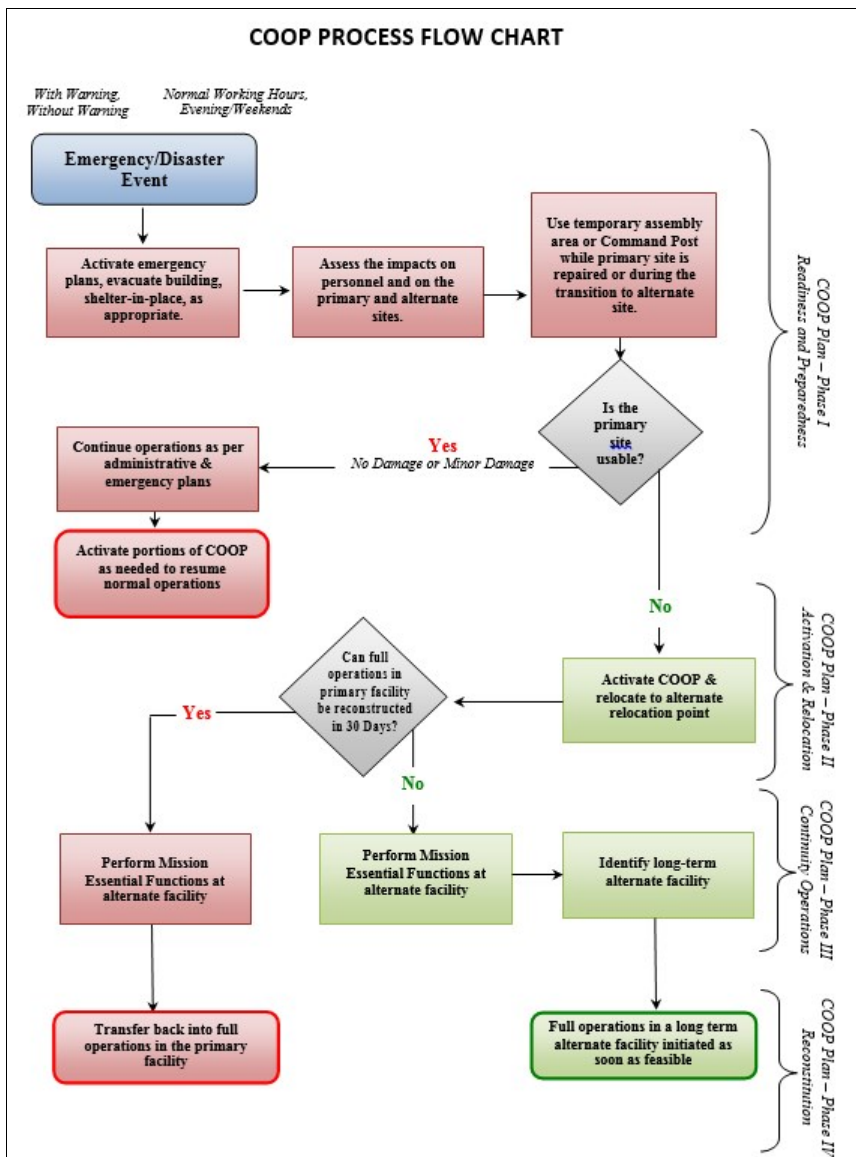 COOP PROCESS FLOW CHART
With Warning,
Without Warning
Normal Working Hours,
Evening/Weekends
Emergency/Disaster
Event
Activate emergency
plans, evacuate building,
shelter-in-place, as
appropriate.
Assess the impacts on
personnel and on the
primary and alternate
sites.
Use temporary assembly
area or Command Post
while primary site is
repaired or during the
transition to alternate
site.
COOP Plan – Phase I
Readiness and Preparedness
Is the
primary
site
usable?
Yes
No Damage or Minor Damage
Continue operations as per
administrative &
emergency plans
Activate portions of COOP
as needed to resume
normal operations
No
Activate COOP &
relocate to alternate
relocation point
COOP Plan – Phase II
Activation & Relocation
Can full
operations in
primary facility
be reconstructed
in 30 Days?
Yes
No
Perform Mission
Essential Functions at
alternate facility
Perform Mission
Essential Functions at
alternate facility
Identify long-term
alternate facility
COOP Plan – Phase III
Continuity Operations
Transfer back into full
operations in the primary
facility
Full operations in a long term
alternate facility initiated as
soon as feasible
COOP Plan – Phase IV
Reconstitution